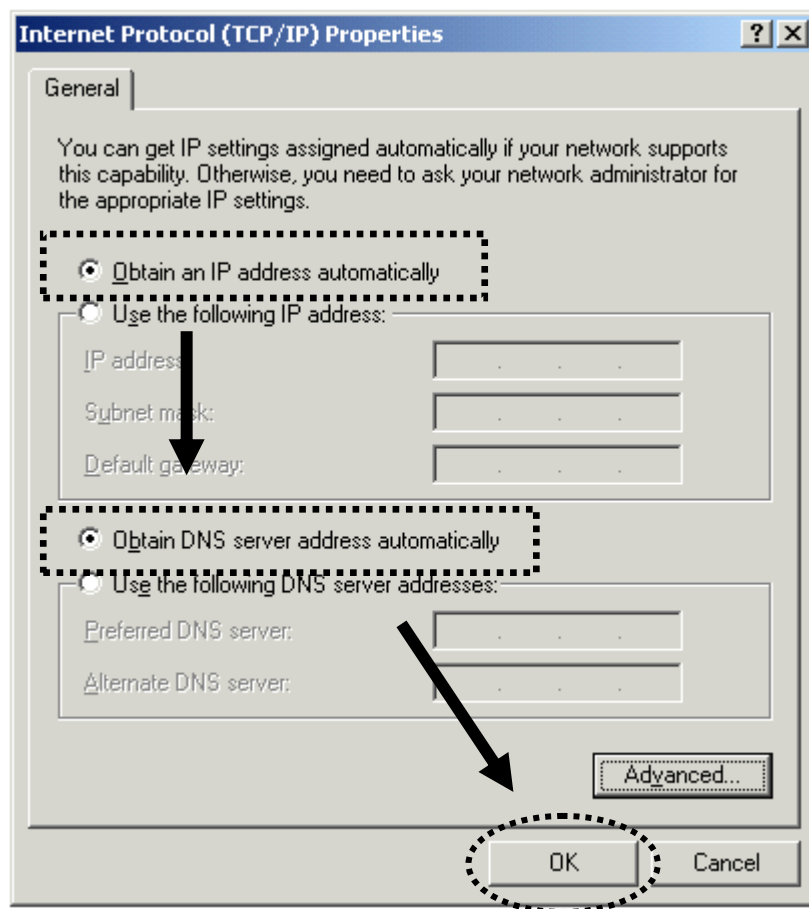 Internet Protocol (TCP/IP) Properties
General
You can get IP settings assigned automatically if your network supports
this capability. Otherwise, you need to ask your network administrator for
the appropriate IP settings.
Obtain an IP address automatically
Use the following IP address:
IP address
Subnet mask:
Default gateway:
Obtain DNS server address automatically
Use the following DNS server addresses:
Preferred DNS server:
Alternate DNS server:
Advanced...
OK
Cancel